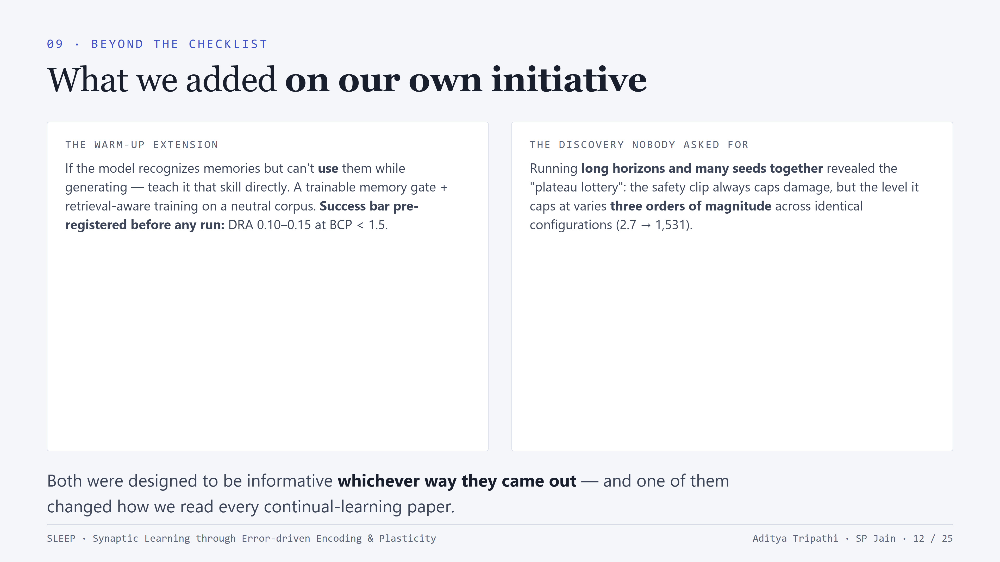 09 · BEYOND THE CHECKLIST
What we added on our own initiative
THE WARM-UP EXTENSION
If the model recognizes memories but can't use them while
generating — teach it that skill directly. A trainable memory gate +
retrieval-aware training on a neutral corpus. Success bar pre-
registered before any run: DRA 0.10–0.15 at BCP < 1.5.
THE DISCOVERY NOBODY ASKED FOR
Running long horizons and many seeds together revealed the
"plateau lottery": the safety clip always caps damage, but the level it
caps at varies three orders of magnitude across identical
configurations (2.7 → 1,531).
Both were designed to be informative whichever way they came out — and one of them
changed how we read every continual-learning paper.
SLEEP · Synaptic Learning through Error-driven Encoding & Plasticity
Aditya Tripathi · SP Jain · 12 / 25